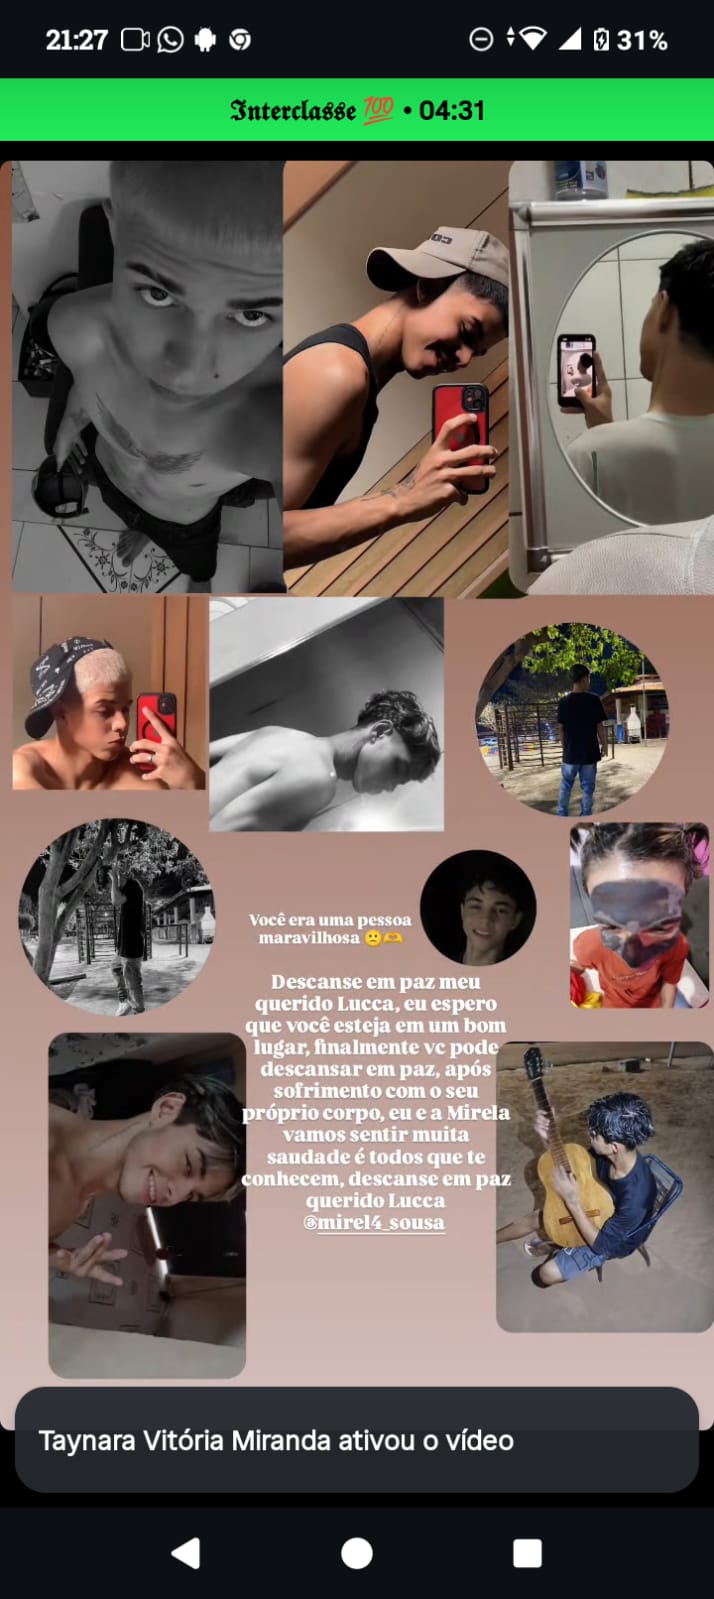 21:27
31%
Interclasse 💯 • 04:31
Você era uma pessoa
maravilhosa 🙁🫶
Descanse em paz meu
querido Lucca, eu espero
que você esteja em um bom
lugar, finalmente vc pode
descansar em paz, após
sofrimento com o seu
próprio corpo, eu e a Mirela
vamos sentir muita
saudade é todos que te
conhecem, descanse em paz
querido Lucca
@mirel4_sousa
Taynara Vitória Miranda ativou o vídeo